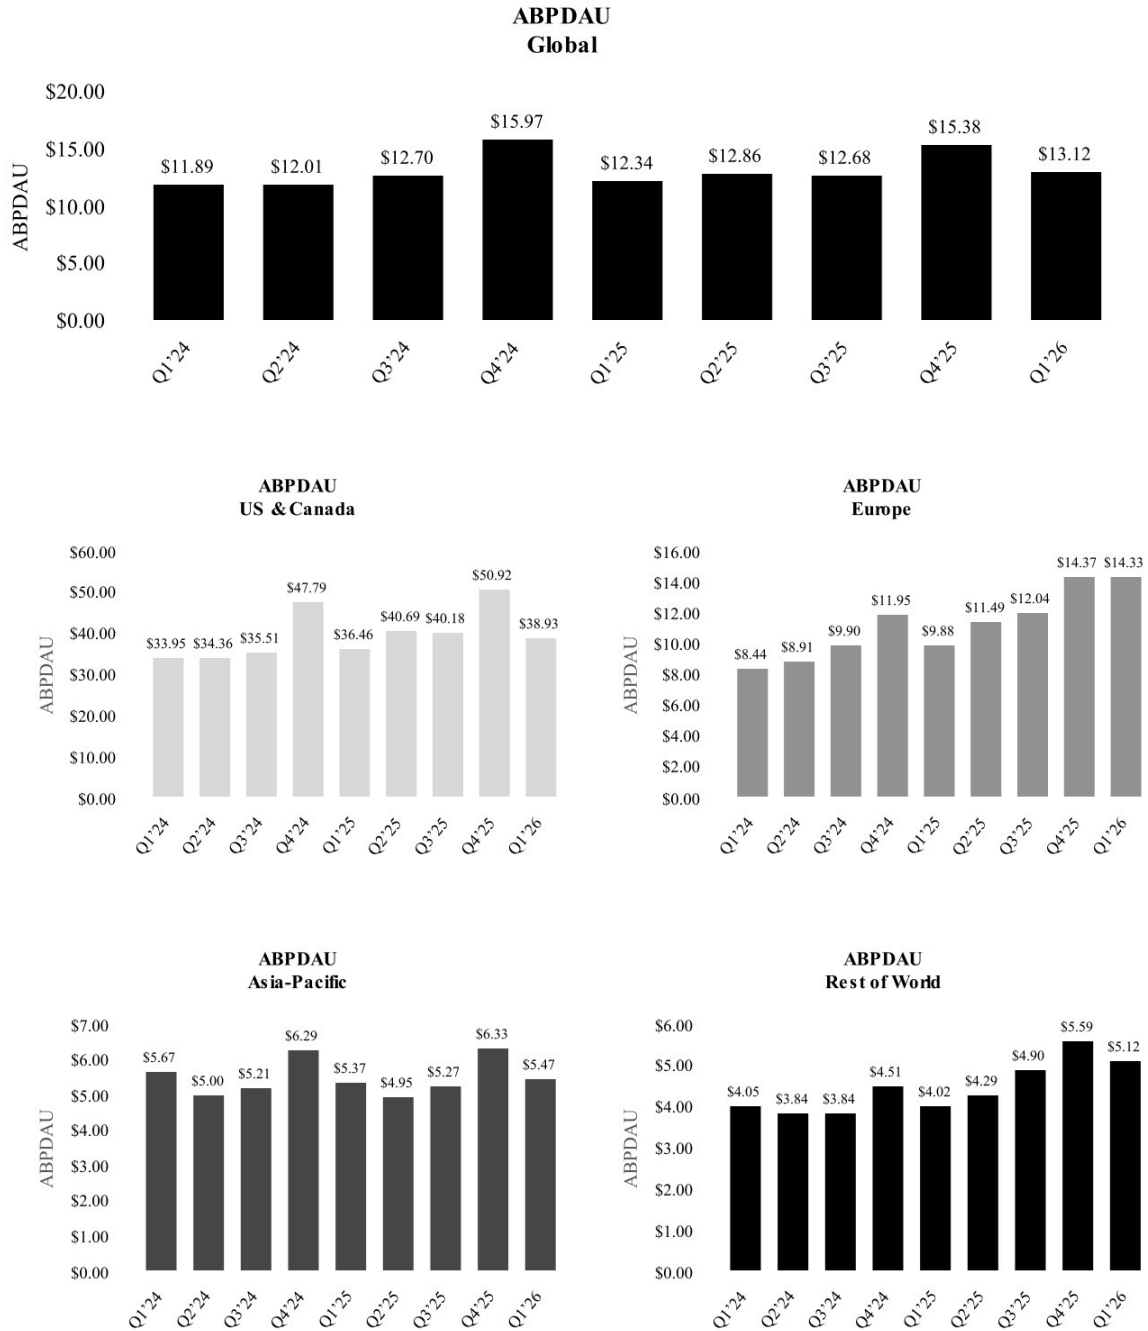 ABPDAU
Global
ABPDAU
$20.00
$15.00
$10.00
$5.00
$0.00
$11.89
$12.01
$12.70
$15.97
$12.34
$12.86
$12.68
$15.38
$13.12
Q1’24
Q2’24
Q3’24
Q4’24
Q1’25
Q2’25
Q3’25
Q4’25
Q1’26
ABPDAU
US & Canada
ABPDAU
$60.00
$50.00
$40.00
$30.00
$20.00
$10.00
$0.00
$33.95
$34.36
$35.51
$47.79
$36.46
$40.69
$40.18
$50.92
$38.93
Q1’24
Q2’24
Q3’24
Q4’24
Q1’25
Q2’25
Q3’25
Q4’25
Q1’26
ABPDAU
Europe
ABPDAU
$16.00
$14.00
$12.00
$10.00
$8.00
$6.00
$4.00
$2.00
$0.00
$8.44
$8.91
$9.90
$11.95
$9.88
$11.49
$12.04
$14.37
$14.33
Q1’24
Q2’24
Q3’24
Q4’24
Q1’25
Q2’25
Q3’25
Q4’25
Q1’26
ABPDAU
Asia-Pacific
ABPDAU
$7.00
$6.00
$5.00
$4.00
$3.00
$2.00
$1.00
$0.00
$5.67
$5.00
$5.21
$6.29
$5.37
$4.95
$5.27
$6.33
$5.47
Q1’24
Q2’24
Q3’24
Q4’24
Q1’25
Q2’25
Q3’25
Q4’25
Q1’26
ABPDAU
Rest of World
ABPDAU
$6.00
$5.00
$4.00
$3.00
$2.00
$1.00
$0.00
$4.05
$3.84
$3.84
$4.51
$4.02
$4.29
$4.90
$5.59
$5.12
Q1’24
Q2’24
Q3’24
Q4’24
Q1’25
Q2’25
Q3’25
Q4’25
Q1’26